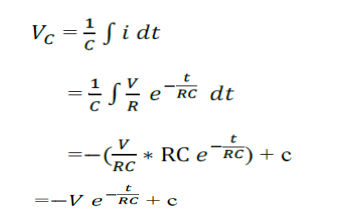 V_C = 1/C ∫ i dt
= 1/C ∫ V/R e^(−t/RC) dt
=−(V/RC * RC e^(−t/RC)) + c
=−V e^(−t/RC) + c